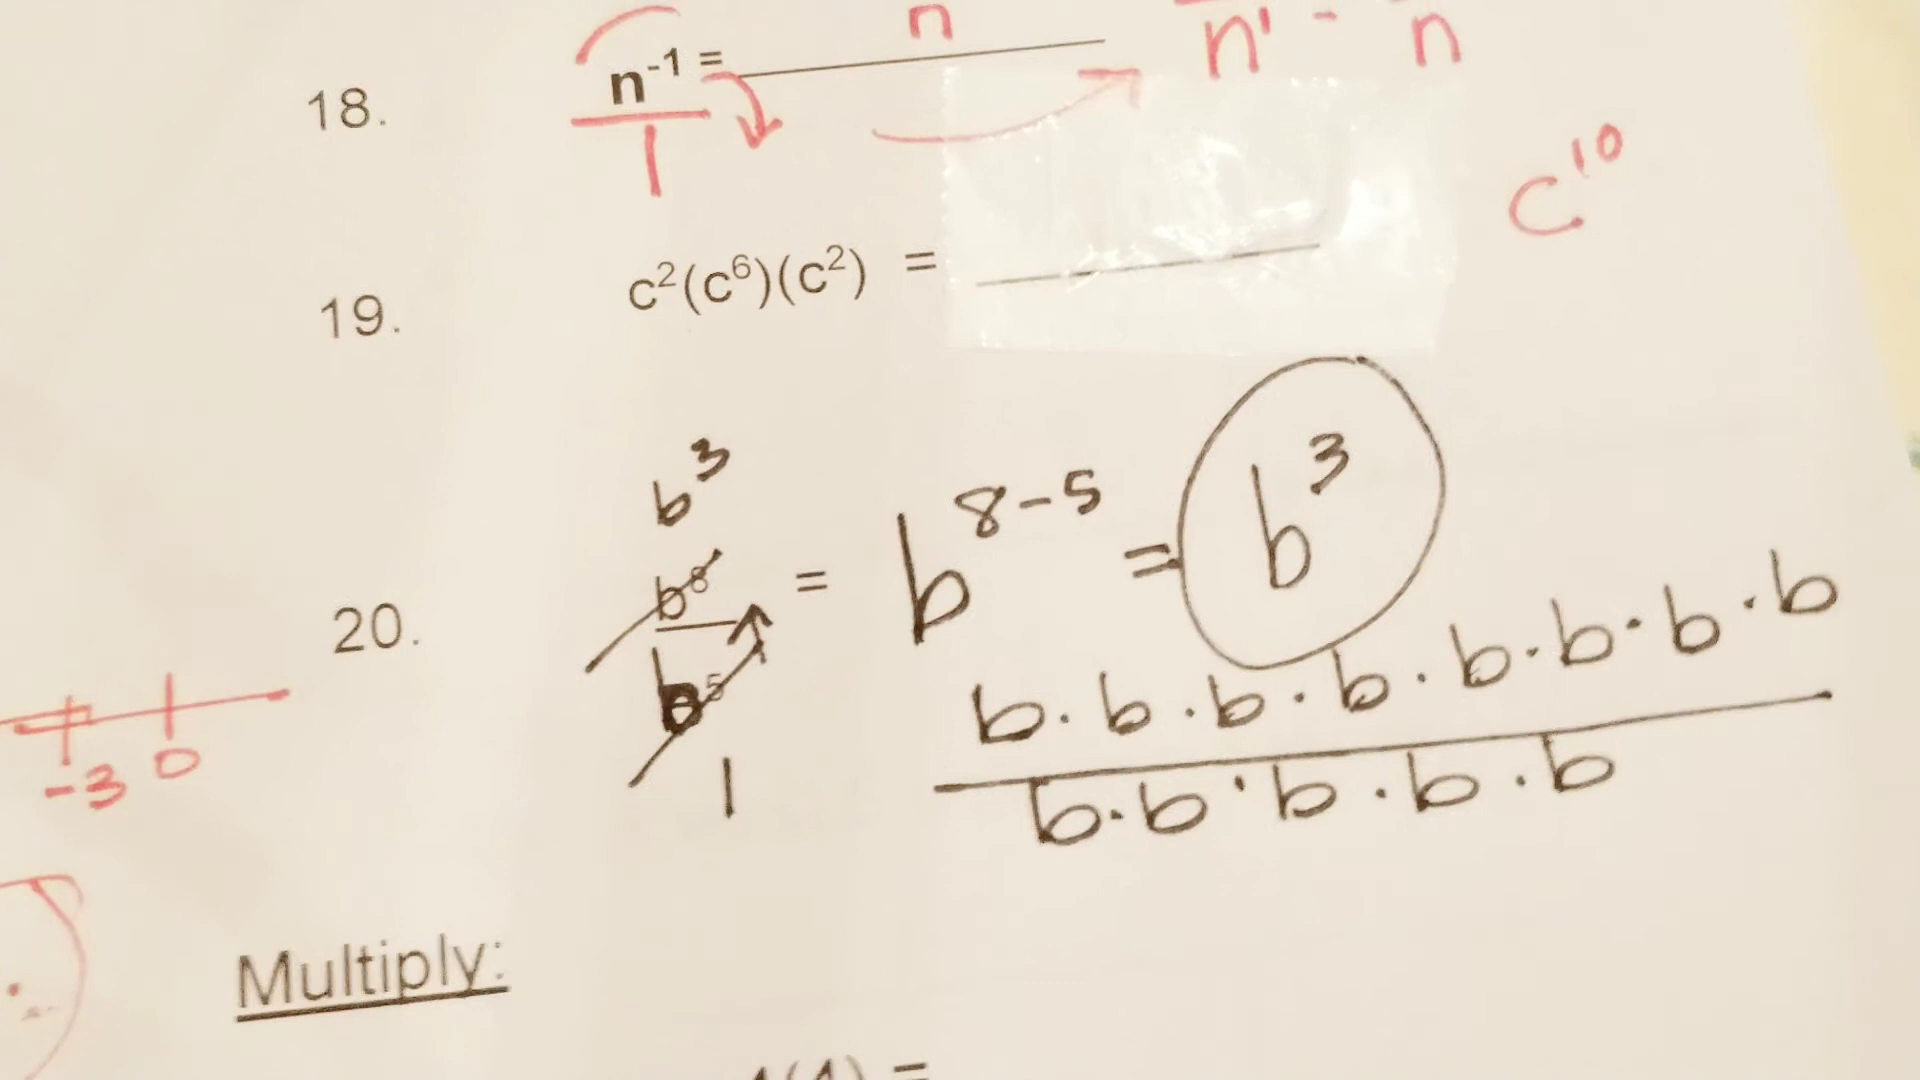 18. n⁻¹ = n
1
n¹ - n
19. c²(c⁶)(c²) = c¹⁰
b³
20. b⁸ = b⁸⁻⁵ = b³
b⁵
1
b · b · b · b · b · b · b · b
b · b · b · b · b
-3 0
Multiply: